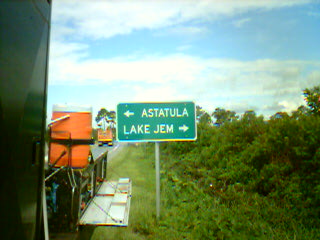 ← ASTATULA
LAKE JEM →